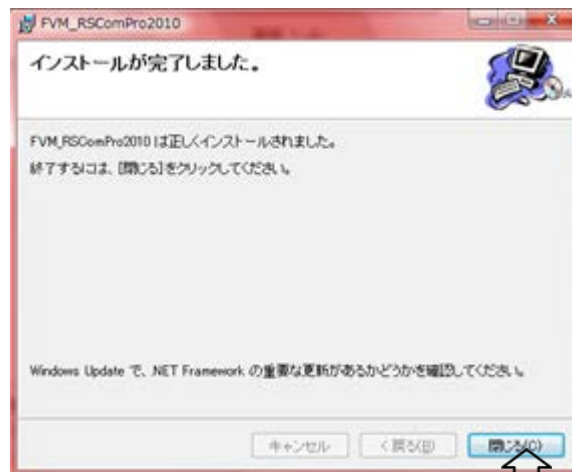 FVM_RSComPro2010
インストールが完了しました。
FVM_RSComPro2010 は正しくインストールされました。
終了するには、[閉じる]をクリックしてください。
Windows Update で、.NET Framework の重要な更新があるかどうかを確認してください。
キャンセル
< 戻る(B)
閉じる(C)